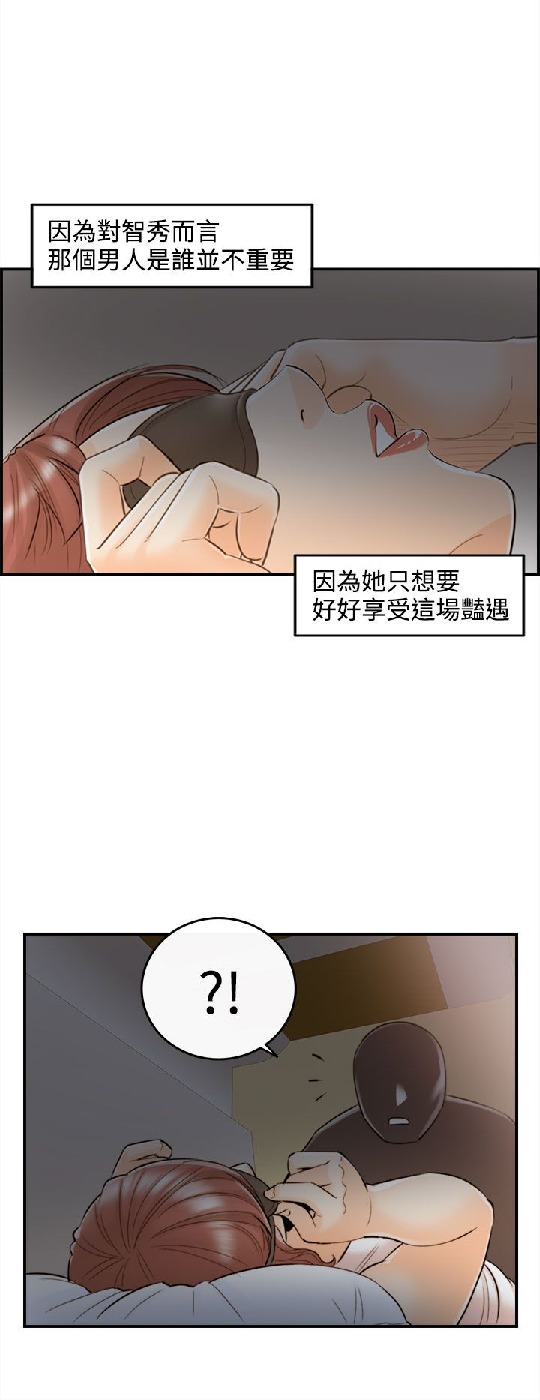 因為對智秀而言
那個男人是誰並不重要
因為她只想要
好好享受這場豔遇
?!